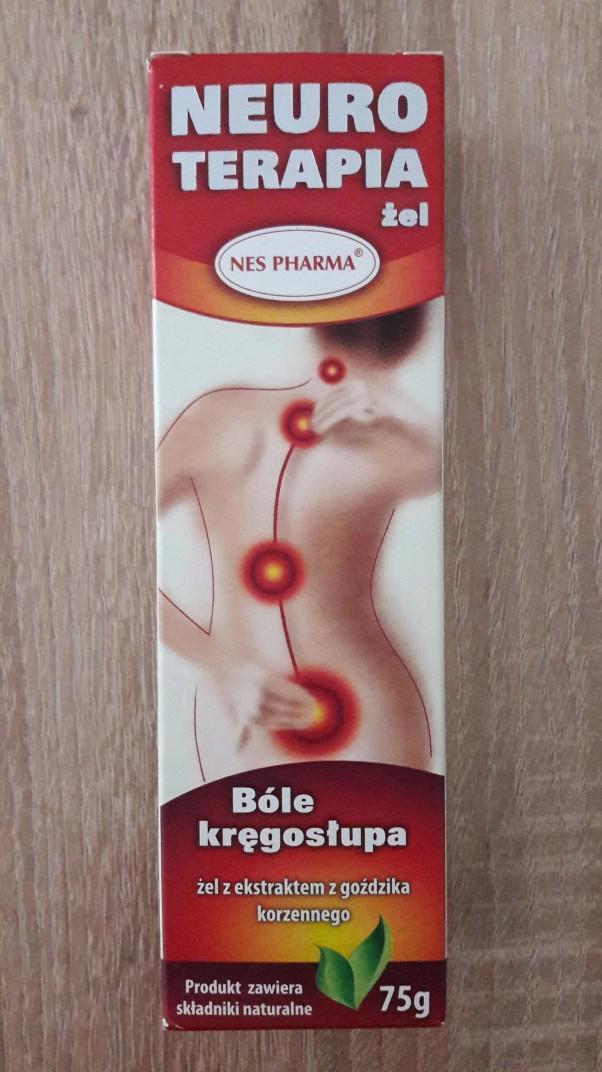 NEURO
TERAPIA
żel
NES PHARMA®
Bóle
kręgosłupa
żel z ekstraktem z goździka
korzennego
Produkt zawiera
składniki naturalne
75g